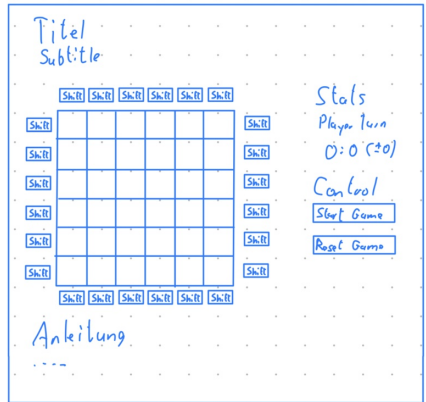 Titel
Subtitle
Shift Shift Shift Shift Shift Shift
Stats
Shift Shift
Player Turn
Shift Shift
0:0 (±0)
Shift Shift
Control
Shift Shift
Start Game
Shift Shift
Reset Game
Shift Shift
Shift Shift Shift Shift Shift Shift
Anleitung
....